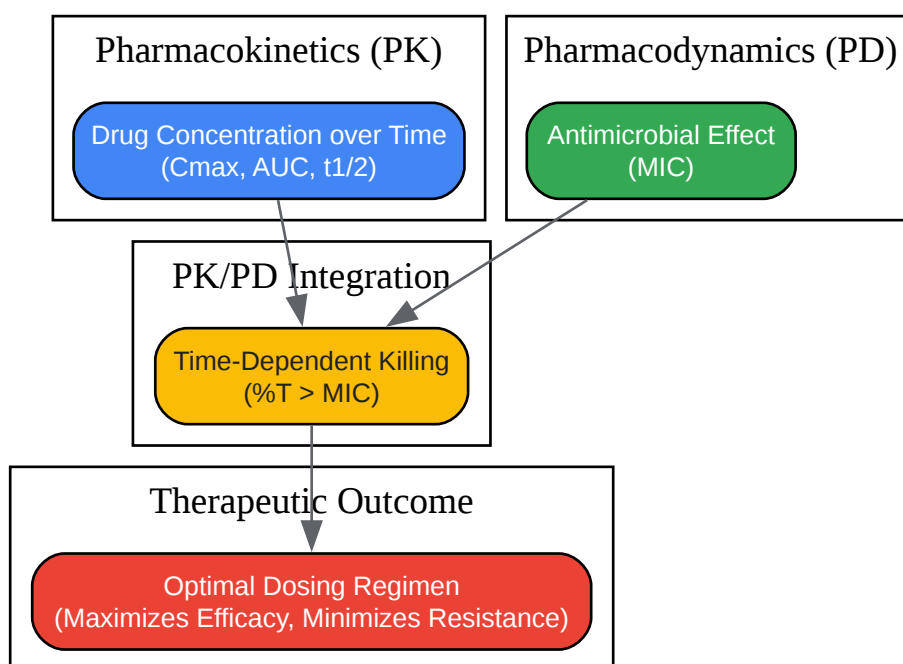 Pharmacokinetics (PK)
Drug Concentration over Time
(Cmax, AUC, t1/2)
Pharmacodynamics (PD)
Antimicrobial Effect
(MIC)
PK/PD Integration
Time-Dependent Killing
(%T > MIC)
Therapeutic Outcome
Optimal Dosing Regimen
(Maximizes Efficacy, Minimizes Resistance)